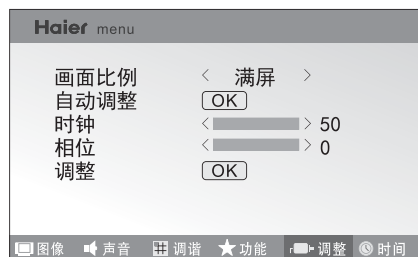 Haier menu
画面比例 < 满屏 >
自动调整 OK
时钟 < > 50
相位 < > 0
调整 OK
图像 声音 调谐 功能 调整 时间